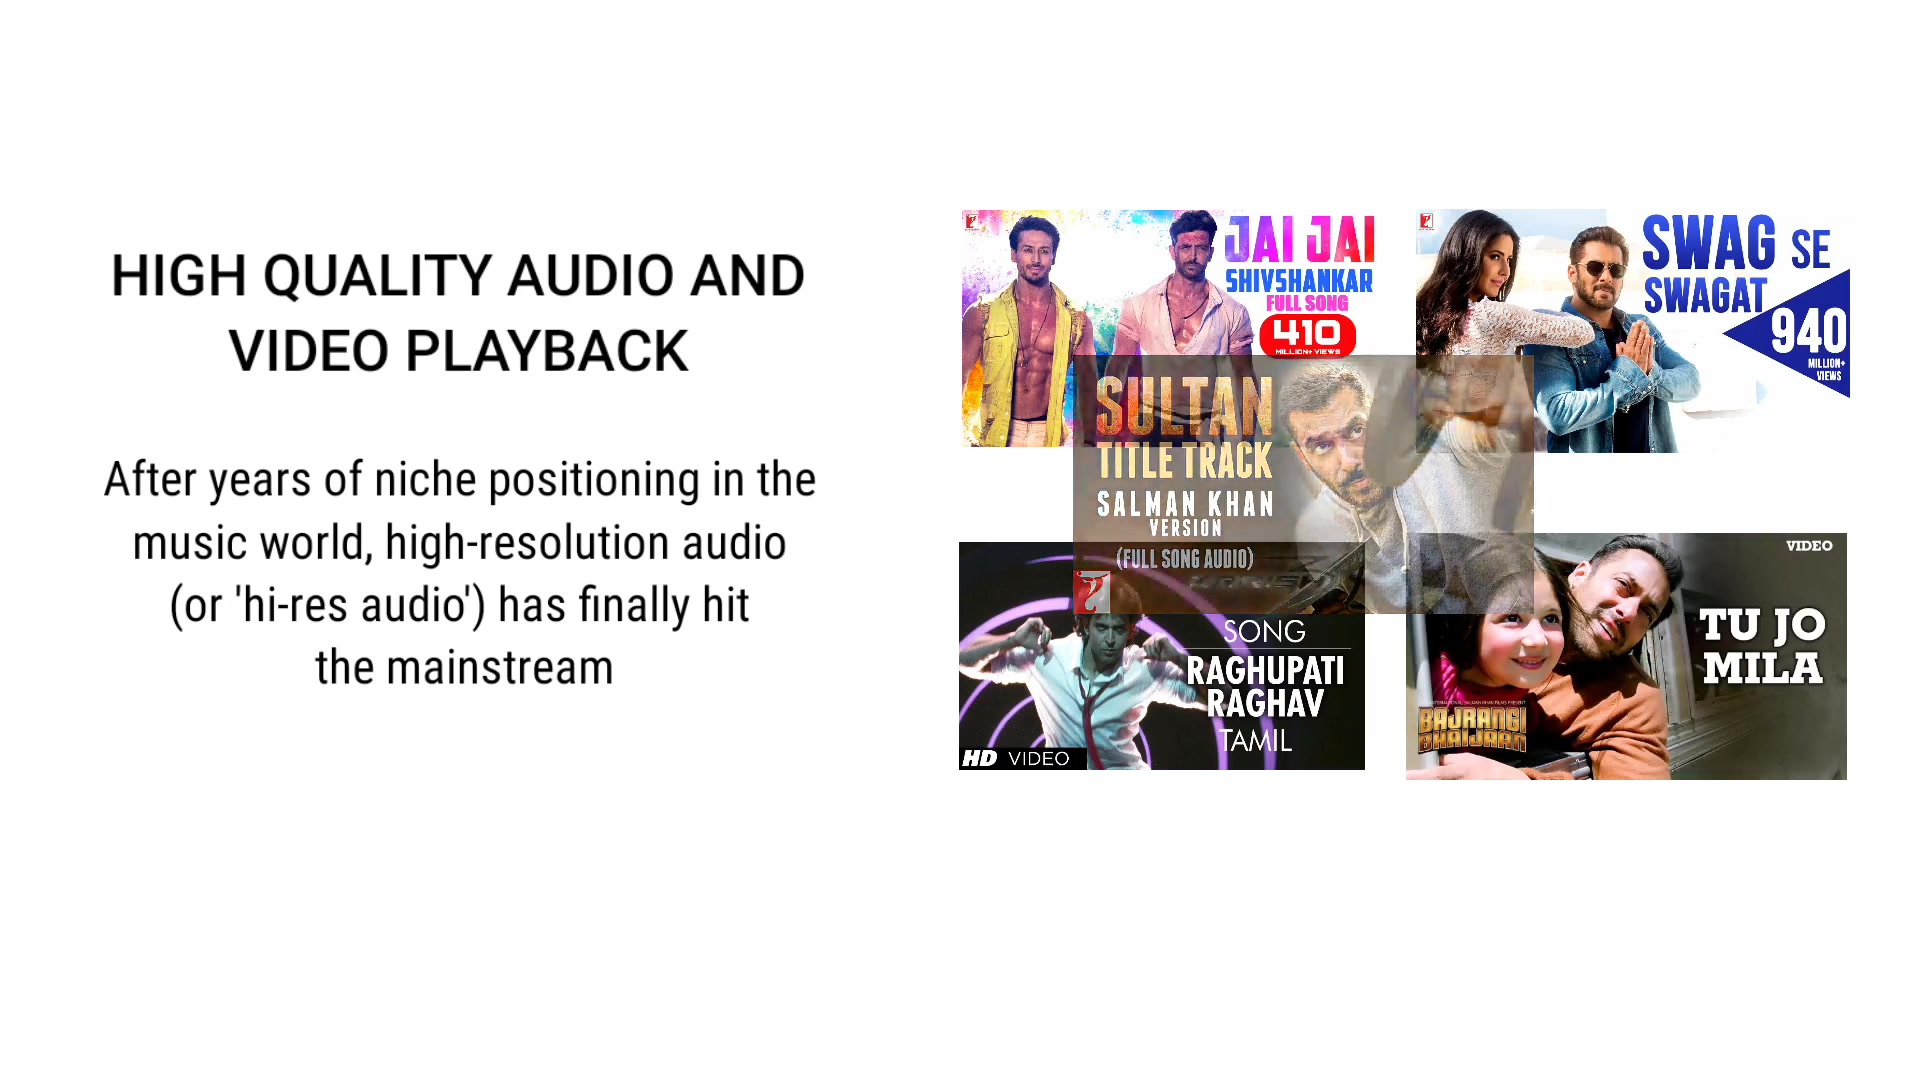 HIGH QUALITY AUDIO AND
VIDEO PLAYBACK
After years of niche positioning in the
music world, high-resolution audio
(or 'hi-res audio') has finally hit
the mainstream
JAI JAI
SHIVSHANKAR
FULL SONG
410
MILLION+ VIEWS
SWAG SE
SWAGAT
940
MILLION+
VIEWS
SULTAN
TITLE TRACK
SALMAN KHAN
VERSION
(FULL SONG AUDIO)
SONG
RAGHUPATI
RAGHAV
TAMIL
HD VIDEO
VIDEO
TU JO
MILA
BAJRANGI
BHAIJAAN